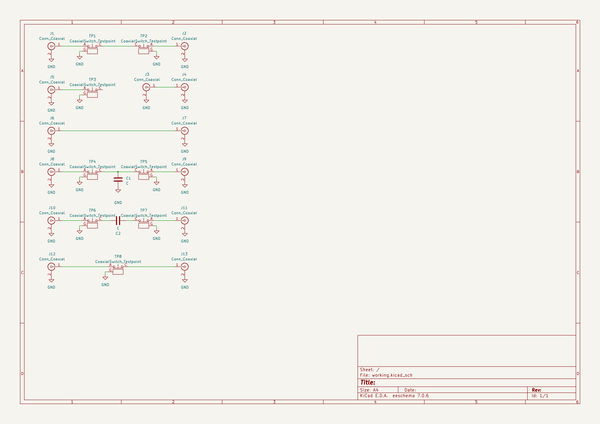 1 2 3 4 5 6
J1 TP1 TP2 J2
Conn_Coaxial CoaxialSwitch_Testpoint CoaxialSwitch_Testpoint Conn_Coaxial
GND GND GND GND
A A
J5 TP3 J3 J4
Conn_Coaxial CoaxialSwitch_Testpoint Conn_Coaxial Conn_Coaxial
GND GND GND GND
J6 J7
Conn_Coaxial Conn_Coaxial
GND GND
J8 TP4 TP5 J9
Conn_Coaxial CoaxialSwitch_Testpoint CoaxialSwitch_Testpoint Conn_Coaxial
B B
C1
C
GND GND GND GND
GND
J10 TP6 TP7 J11
Conn_Coaxial CoaxialSwitch_Testpoint CoaxialSwitch_Testpoint Conn_Coaxial
C
C2
GND GND GND GND
J12 TP8 J13
Conn_Coaxial CoaxialSwitch_Testpoint Conn_Coaxial
C C
GND GND GND
Sheet: /
File: working.kicad_sch
Title:
Size: A4 Date: Rev:
KiCad E.D.A. eeschema 7.0.6 Id: 1/1
D D
1 2 3 4 5 6